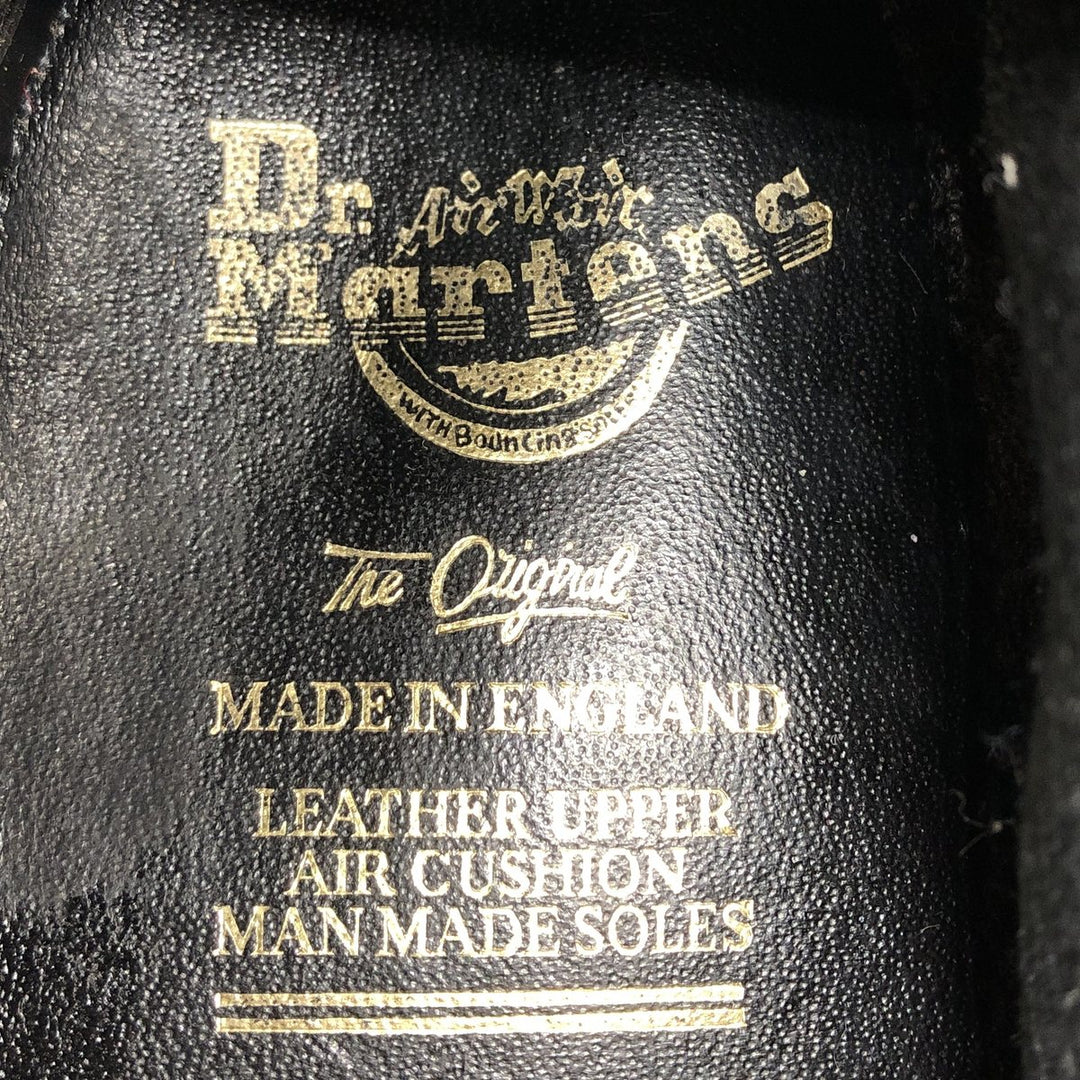 Dr. AirWair
Martens
WITH Bouncing Soles
The Original
MADE IN ENGLAND
LEATHER UPPER
AIR CUSHION
MAN MADE SOLES